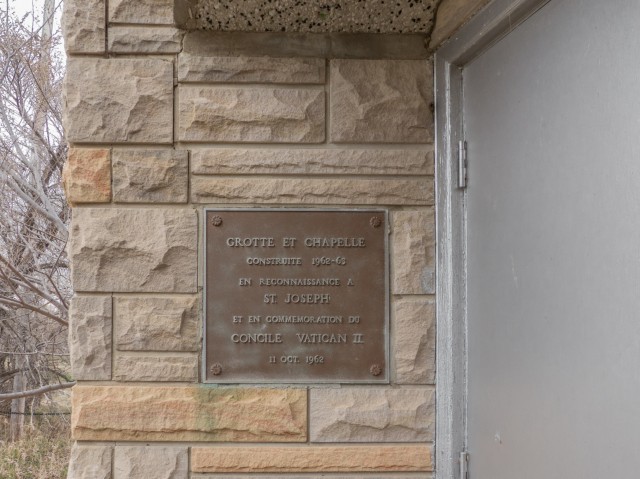 GROTTE ET CHAPELLE
CONSTRUITE 1962-63
EN RECONNAISSANCE A
ST. JOSEPH
ET EN COMMEMORATION DU
CONCILE VATICAN II
11 OCT. 1962